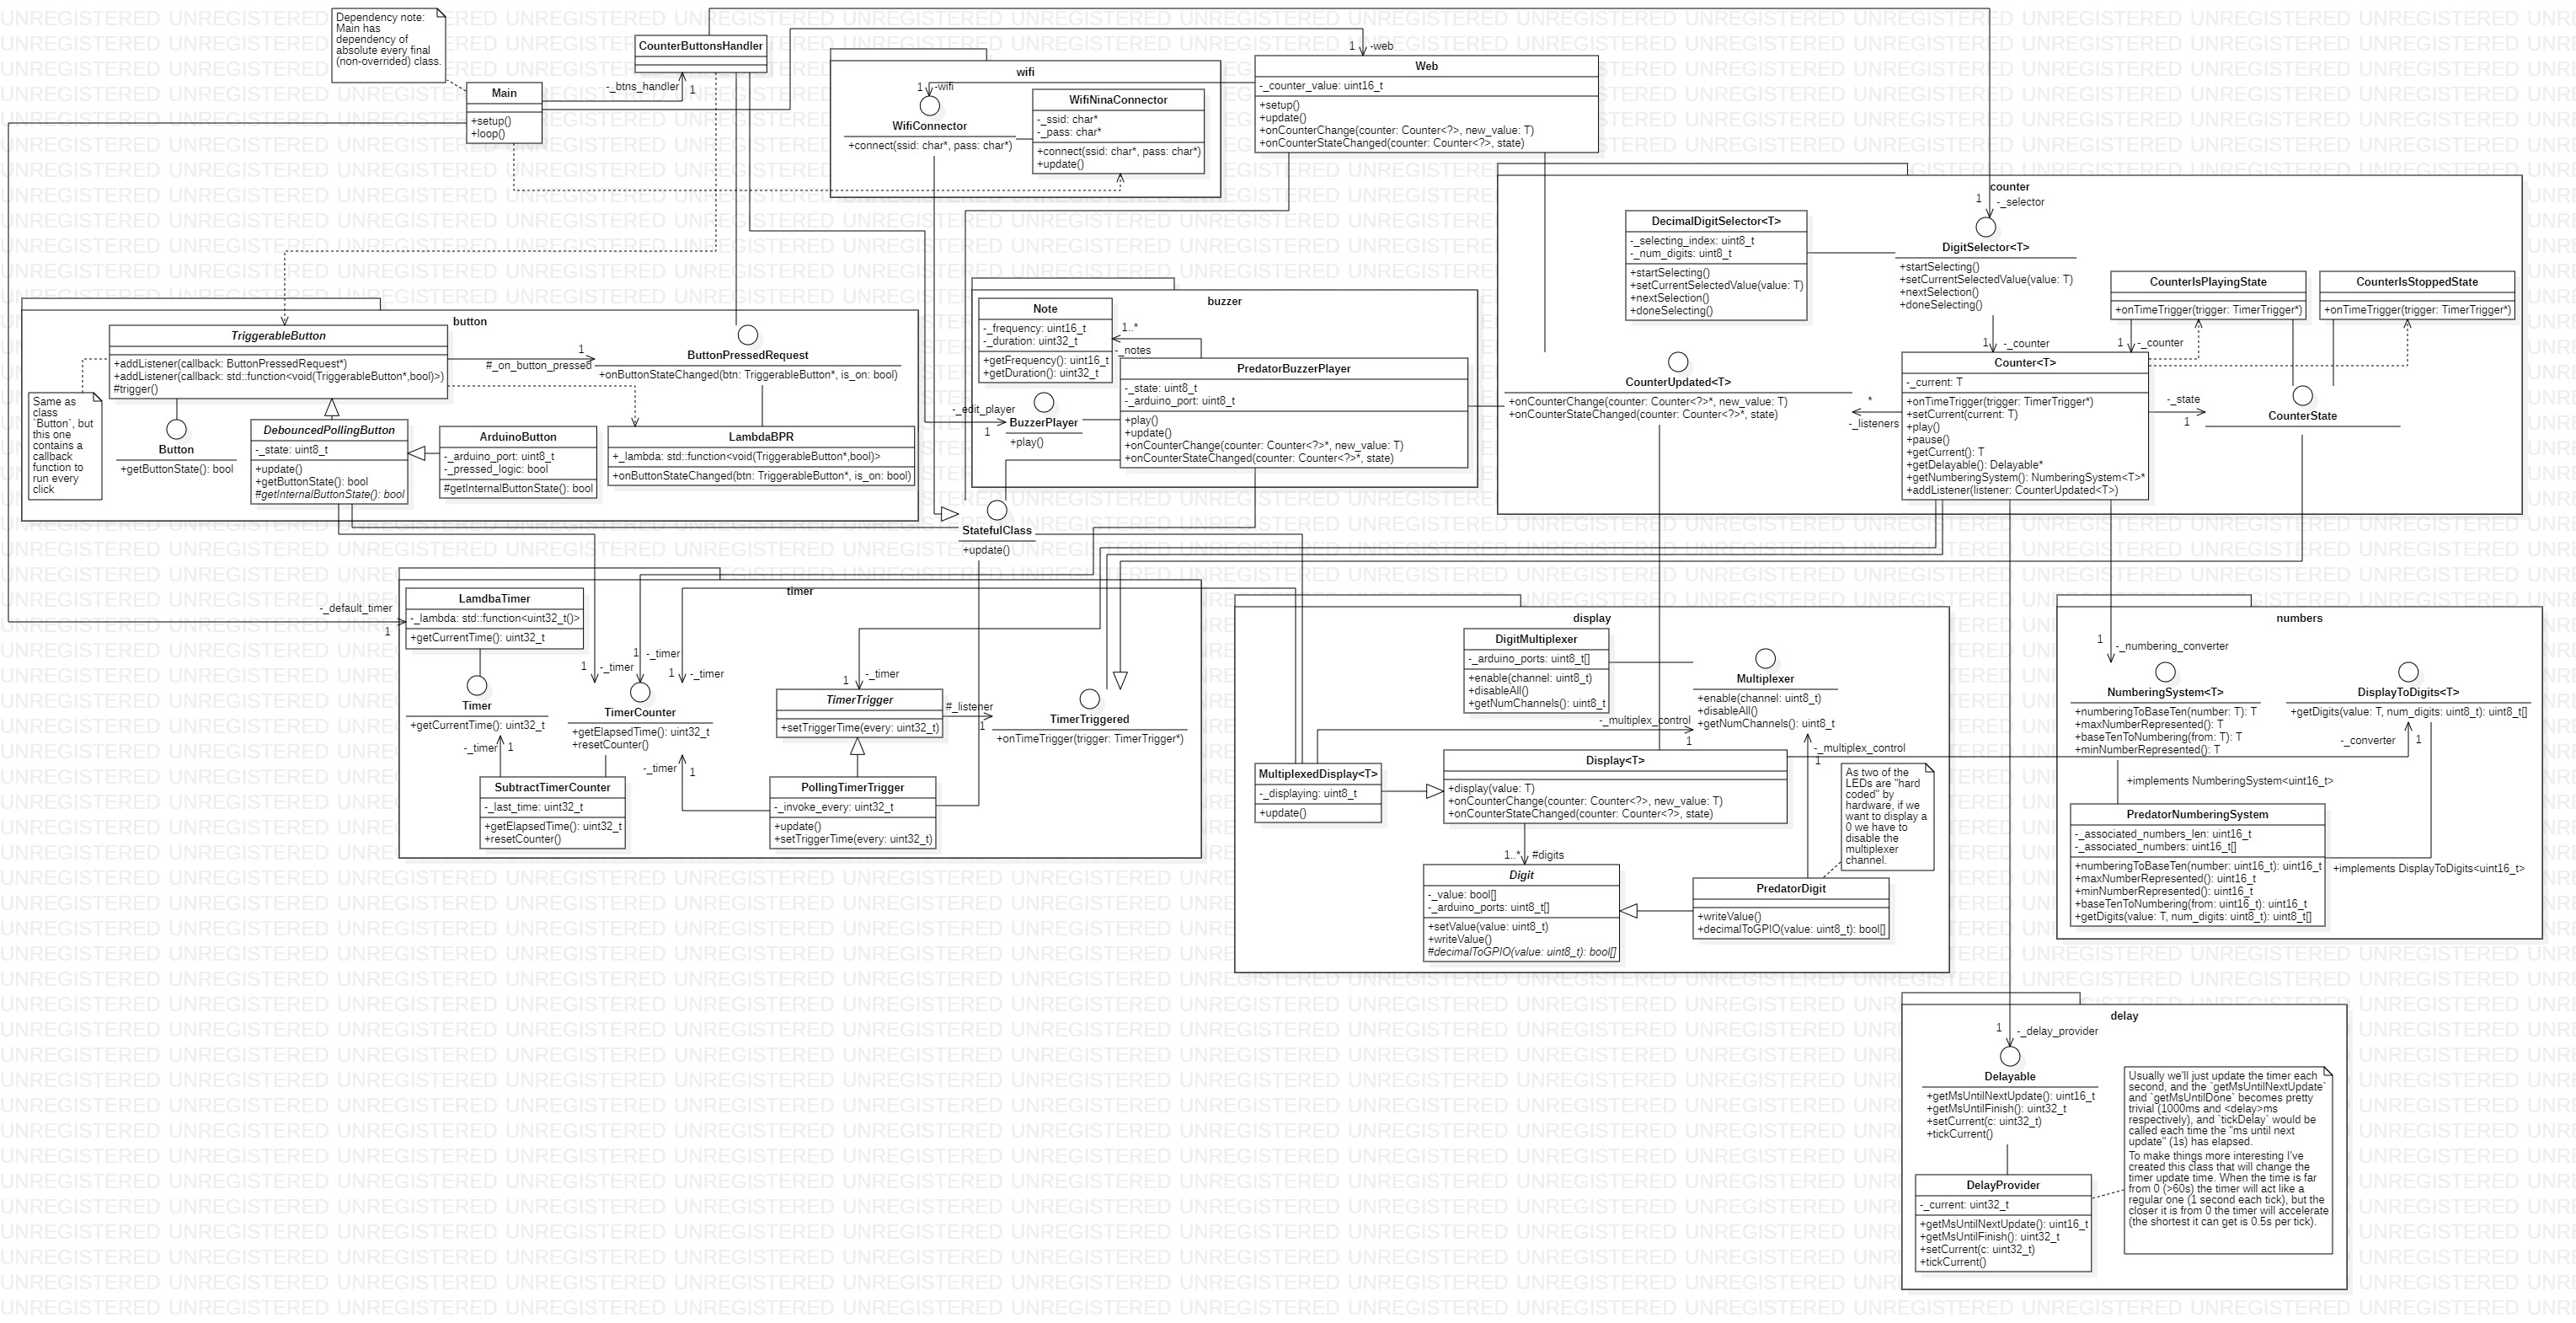 Dependency note:
Main has
dependency of
absolute every final
(non-overrided) class.
Main
+setup()
+loop()
CounterButtonsHandler
-_btns_handler
1
1
-web
Web
-_counter_value: uint16_t
+setup()
+update()
+onCounterChange(counter: Counter<?>, new_value: T)
+onCounterStateChanged(counter: Counter<?>, state)
wifi
1
-wifi
WifiConnector
+connect(ssid: char*, pass: char*)
WifiNinaConnector
-_ssid: char*
-_pass: char*
+connect(ssid: char*, pass: char*)
+update()
counter
1
-_selector
DecimalDigitSelector<T>
-_selecting_index: uint8_t
-_num_digits: uint8_t
+startSelecting()
+setCurrentSelectedValue(value: T)
+nextSelection()
+doneSelecting()
DigitSelector<T>
+startSelecting()
+setCurrentSelectedValue(value: T)
+nextSelection()
+doneSelecting()
CounterIsPlayingState
+onTimeTrigger(trigger: TimerTrigger*)
CounterIsStoppedState
+onTimeTrigger(trigger: TimerTrigger*)
1
-_counter
1
-_counter
CounterUpdated<T>
+onCounterChange(counter: Counter<?>*, new_value: T)
+onCounterStateChanged(counter: Counter<?>*, state)
*
-_listeners
Counter<T>
-_current: T
+onTimeTrigger(trigger: TimerTrigger*)
+setCurrent(current: T)
+play()
+pause()
+getCurrent(): T
+getDelayable(): Delayable*
+getNumberingSystem(): NumberingSystem<T>*
+addListener(listener: CounterUpdated<T>)
-_state
1
CounterState
button
TriggerableButton
+addListener(callback: ButtonPressedRequest*)
+addListener(callback: std::function<void(TriggerableButton*,bool)>)
#trigger()
1
#_on_button_pressed
ButtonPressedRequest
+onButtonStateChanged(btn: TriggerableButton*, is_on: bool)
Same as
class
`Button`, but
this one
contains a
callback
function to
run every
click
Button
+getButtonState(): bool
DebouncedPollingButton
-_state: uint8_t
+update()
+getButtonState(): bool
#getInternalButtonState(): bool
ArduinoButton
-_arduino_port: uint8_t
-_pressed_logic: bool
#getInternalButtonState(): bool
LambdaBPR
+_lambda: std::function<void(TriggerableButton*,bool)>
+onButtonStateChanged(btn: TriggerableButton*, is_on: bool)
buzzer
Note
-_frequency: uint16_t
-_duration: uint32_t
+getFrequency(): uint16_t
+getDuration(): uint32_t
1..*
-_notes
PredatorBuzzerPlayer
-_state: uint8_t
-_arduino_port: uint8_t
+play()
+update()
+onCounterChange(counter: Counter<?>*, new_value: T)
+onCounterStateChanged(counter: Counter<?>*, state)
-_edit_player
1
BuzzerPlayer
+play()
StatefulClass
+update()
timer
-_default_timer
1
LamdbaTimer
-_lambda: std::function<uint32_t()>
+getCurrentTime(): uint32_t
Timer
+getCurrentTime(): uint32_t
-_timer
1
1
-_timer
1
-_timer
1
-_timer
TimerCounter
+getElapsedTime(): uint32_t
+resetCounter()
-_timer
1
SubtractTimerCounter
-_last_time: uint32_t
+getElapsedTime(): uint32_t
+resetCounter()
1
-_timer
TimerTrigger
+setTriggerTime(every: uint32_t)
#_listener
1
TimerTriggered
+onTimeTrigger(trigger: TimerTrigger*)
PollingTimerTrigger
-_invoke_every: uint32_t
+update()
+setTriggerTime(every: uint32_t)
display
DigitMultiplexer
-_arduino_ports: uint8_t[]
+enable(channel: uint8_t)
+disableAll()
+getNumChannels(): uint8_t
Multiplexer
+enable(channel: uint8_t)
+disableAll()
+getNumChannels(): uint8_t
-_multiplex_control
1
-_multiplex_control
1
MultiplexedDisplay<T>
-_displaying: uint8_t
+update()
Display<T>
+display(value: T)
+onCounterChange(counter: Counter<?>, new_value: T)
+onCounterStateChanged(counter: Counter<?>, state)
As two of the
LEDs are "hard
coded" by
hardware, if we
want to display a
0 we have to
disable the
multiplexer
channel.
1..*
#digits
Digit
-_value: bool[]
-_arduino_ports: uint8_t[]
+setValue(value: uint8_t)
+writeValue()
#decimalToGPIO(value: uint8_t): bool[]
PredatorDigit
+writeValue()
+decimalToGPIO(value: uint8_t): bool[]
numbers
1
-_numbering_converter
NumberingSystem<T>
+numberingToBaseTen(number: T): T
+maxNumberRepresented(): T
+baseTenToNumbering(from: T): T
+minNumberRepresented(): T
DisplayToDigits<T>
+getDigits(value: T, num_digits: uint8_t): uint8_t[]
-_converter
1
+implements NumberingSystem<uint16_t>
PredatorNumberingSystem
-_associated_numbers_len: uint16_t
-_associated_numbers: uint16_t[]
+numberingToBaseTen(number: uint16_t): uint16_t
+maxNumberRepresented(): uint16_t
+minNumberRepresented(): uint16_t
+baseTenToNumbering(from: uint16_t): uint16_t
+getDigits(value: T, num_digits: uint8_t): uint8_t[]
+implements DisplayToDigits<uint16_t>
delay
1
-_delay_provider
Delayable
+getMsUntilNextUpdate(): uint16_t
+getMsUntilFinish(): uint32_t
+setCurrent(c: uint32_t)
+tickCurrent()
DelayProvider
-_current: uint32_t
+getMsUntilNextUpdate(): uint16_t
+getMsUntilFinish(): uint32_t
+setCurrent(c: uint32_t)
+tickCurrent()
Usually we'll just update the timer each
second, and the `getMsUntilNextUpdate`
and `getMsUntilDone` becomes pretty
trivial (1000ms and <delay>ms
respectively), and `tickDelay` would be
called each time the "ms until next
update" (1s) has elapsed.
To make things more interesting I've
created this class that will change the
timer update time. When the time is far
from 0 (>60s) the timer will act like a
regular one (1 second each tick), but the
closer it is from 0 the timer will accelerate
(the shortest it can get is 0.5s per tick).
UNREGISTERED